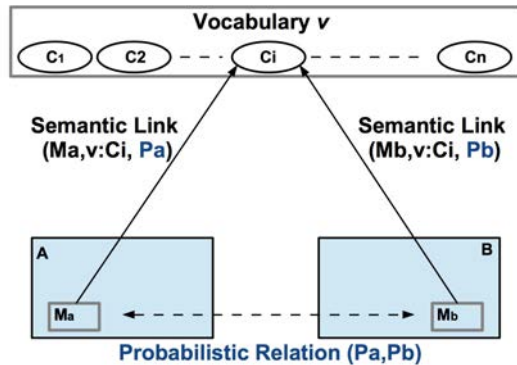 Vocabulary v
C1 C2 Ci Cn
Semantic Link Semantic Link
(Ma,v:Ci, Pa) (Mb,v:Ci, Pb)
A B
Ma Mb
Probabilistic Relation (Pa,Pb)